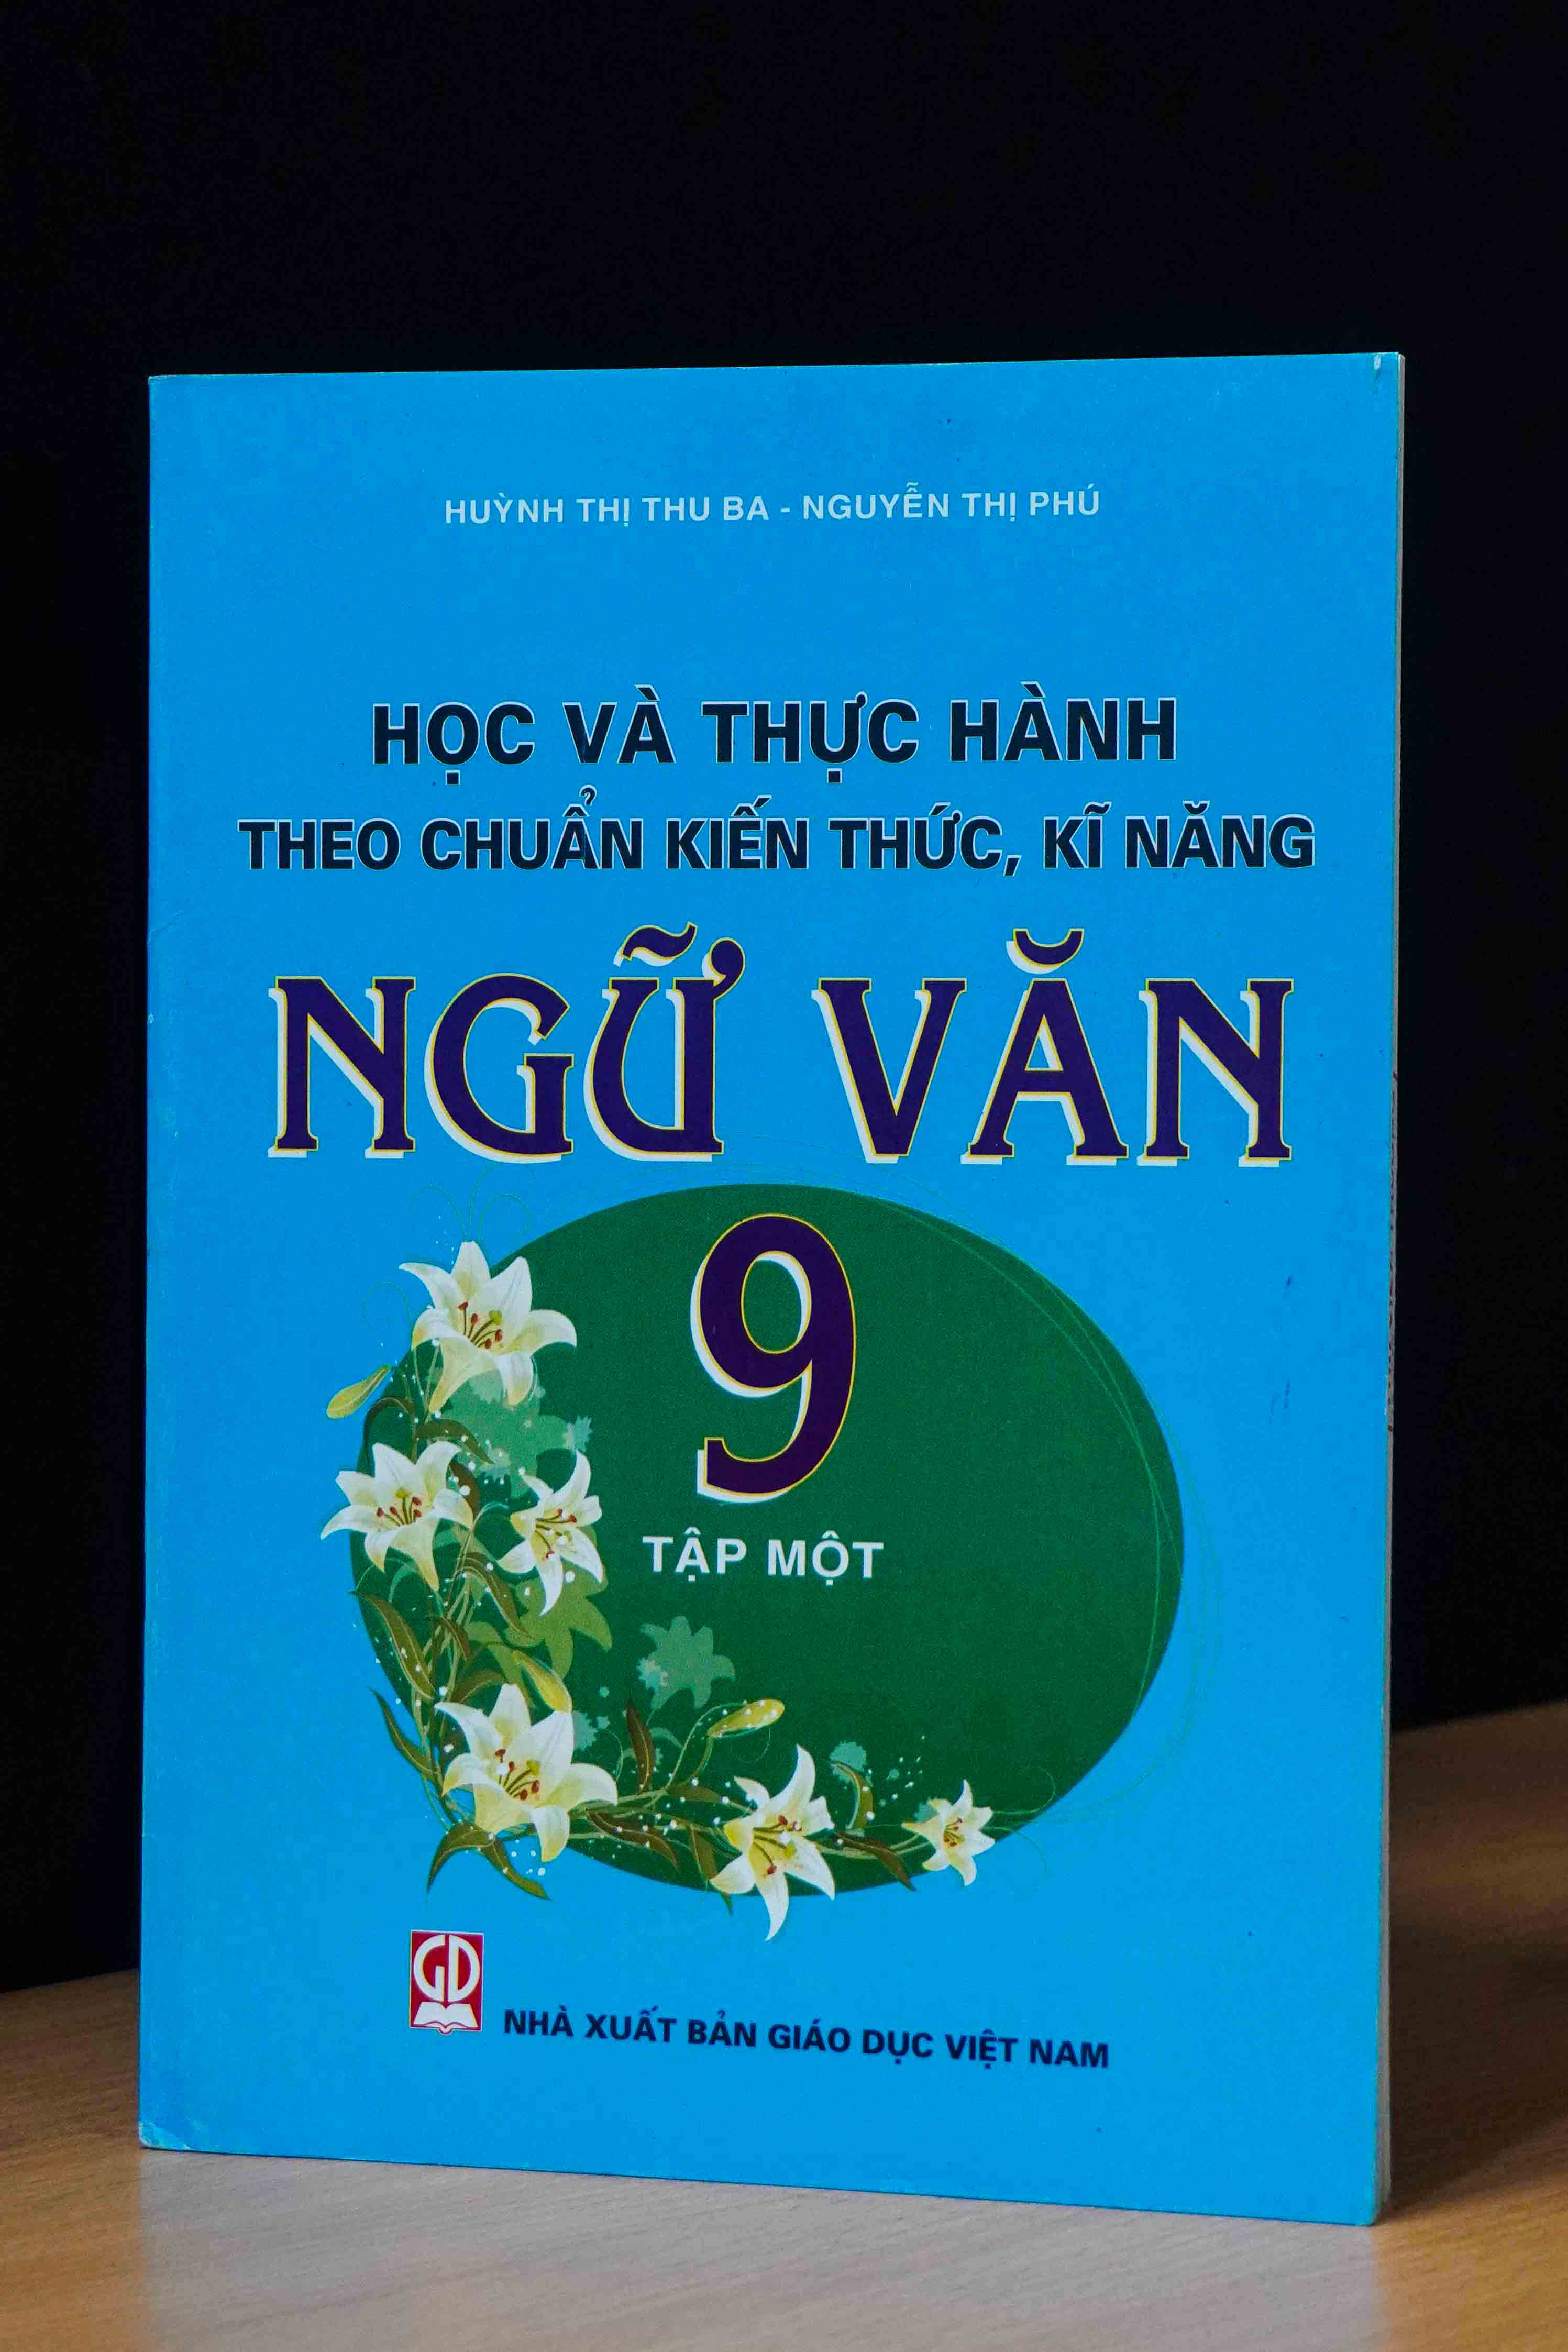 HUỲNH THỊ THU BA - NGUYỄN THỊ PHÚ
HỌC VÀ THỰC HÀNH
THEO CHUẨN KIẾN THỨC, KĨ NĂNG
NGỮ VĂN
9
TẬP MỘT
GD
NHÀ XUẤT BẢN GIÁO DỤC VIỆT NAM